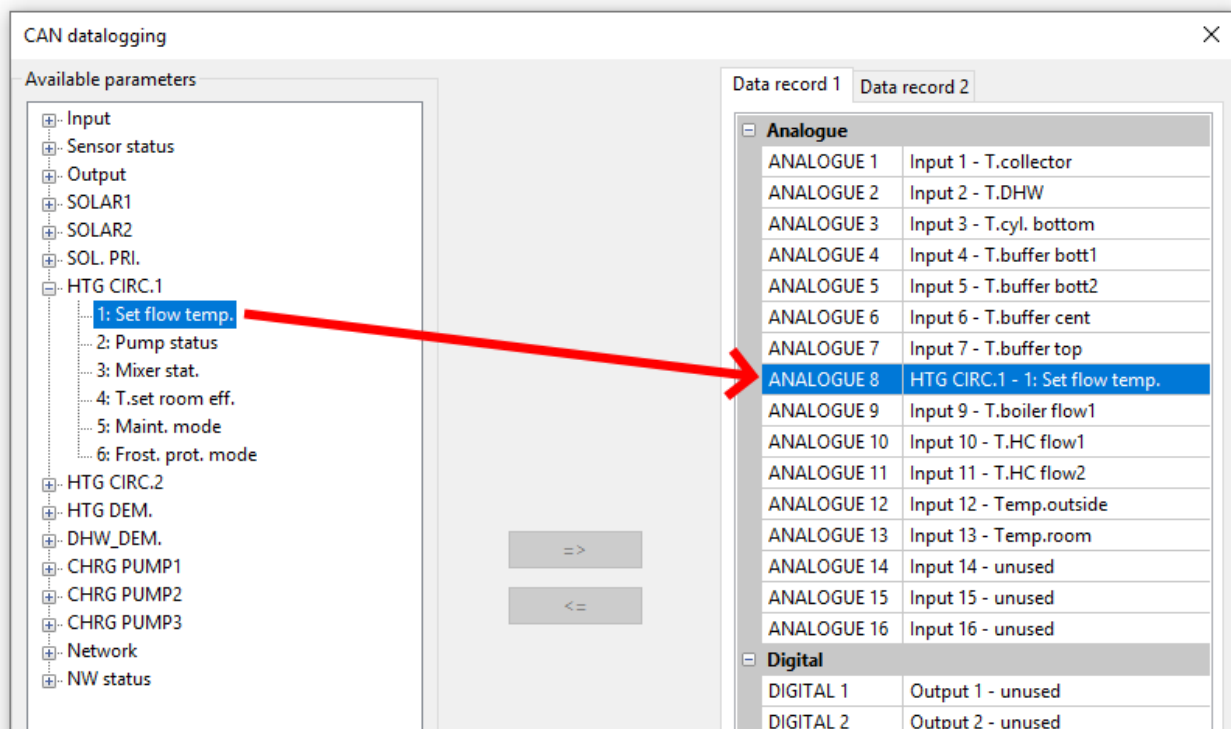 CAN datalogging
Available parameters
Input
Sensor status
Output
SOLAR1
SOLAR2
SOL. PRI.
HTG CIRC.1
1: Set flow temp.
2: Pump status
3: Mixer stat.
4: T.set room eff.
5: Maint. mode
6: Frost. prot. mode
HTG CIRC.2
HTG DEM.
DHW_DEM.
CHRG PUMP1
CHRG PUMP2
CHRG PUMP3
Network
NW status
=>
<=
Data record 1 Data record 2
Analogue
ANALOGUE 1 Input 1 - T.collector
ANALOGUE 2 Input 2 - T.DHW
ANALOGUE 3 Input 3 - T.cyl. bottom
ANALOGUE 4 Input 4 - T.buffer bott1
ANALOGUE 5 Input 5 - T.buffer bott2
ANALOGUE 6 Input 6 - T.buffer cent
ANALOGUE 7 Input 7 - T.buffer top
ANALOGUE 8 HTG CIRC.1 - 1: Set flow temp.
ANALOGUE 9 Input 9 - T.boiler flow1
ANALOGUE 10 Input 10 - T.HC flow1
ANALOGUE 11 Input 11 - T.HC flow2
ANALOGUE 12 Input 12 - Temp.outside
ANALOGUE 13 Input 13 - Temp.room
ANALOGUE 14 Input 14 - unused
ANALOGUE 15 Input 15 - unused
ANALOGUE 16 Input 16 - unused
Digital
DIGITAL 1 Output 1 - unused
DIGITAL 2 Output 2 - unused